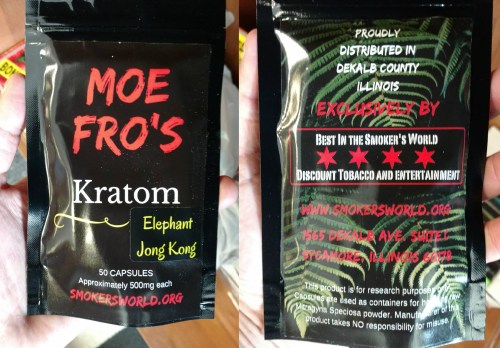 MOE
FRO'S
Kratom
Elephant
Jong Kong
50 CAPSULES
Approximately 500mg each
SMOKERSWORLD.ORG
PROUDLY
DISTRIBUTED IN
DEKALB COUNTY
ILLINOIS
EXCLUSIVELY BY
BEST IN THE SMOKER'S WORLD
DISCOUNT TOBACCO AND ENTERTAINMENT
WWW.SMOKERSWORLD.ORG
1565 DEKALB AVE. SUITE
SYCAMORE, ILLINOIS 60178
This product is for research purposes
Capsules are used as containers for
Mitragyna Speciosa powder. Manufacturer of
product takes NO responsibility for misuse.